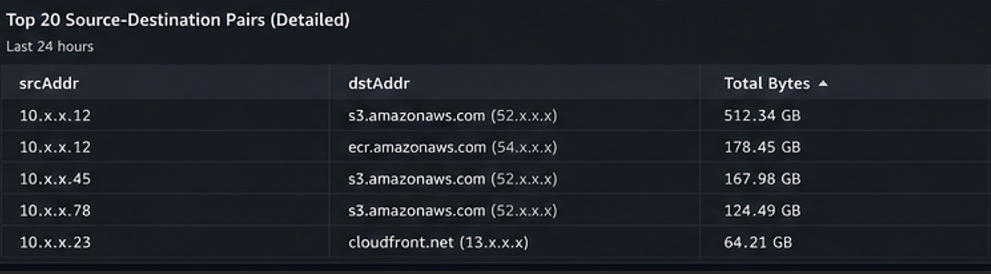 Top 20 Source-Destination Pairs (Detailed)
Last 24 hours
srcAddr dstAddr Total Bytes
10.x.x.12 s3.amazonaws.com (52.x.x.x) 512.34 GB
10.x.x.12 ecr.amazonaws.com (54.x.x.x) 178.45 GB
10.x.x.45 s3.amazonaws.com (52.x.x.x) 167.98 GB
10.x.x.78 s3.amazonaws.com (52.x.x.x) 124.49 GB
10.x.x.23 cloudfront.net (13.x.x.x) 64.21 GB